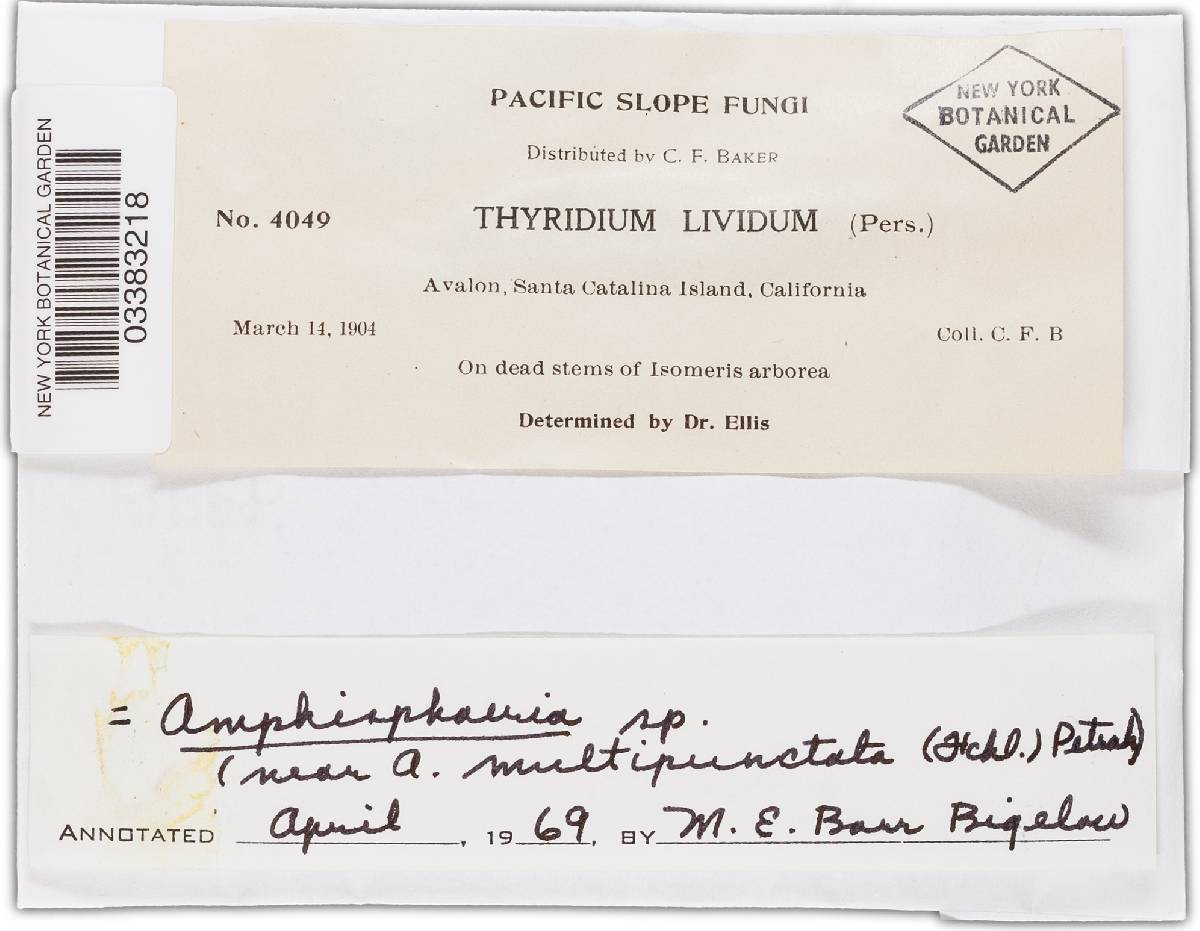 PACIFIC SLOPE FUNGI
Distributed by C. F. BAKER
No. 4049
THYRIDIUM LIVIDUM (Pers.)
Avalon, Santa Catalina Island, California
March 14, 1904
Coll. C. F. B
On dead stems of Isomeris arborea
Determined by Dr. Ellis
NEW YORK
BOTANICAL
GARDEN
NEW YORK BOTANICAL GARDEN
03383218
= Amphisphaeria sp.
(near A. multipunctata (Fckl.) Petrak)
ANNOTATED April, 1969, BY M. E. Barr Bigelow